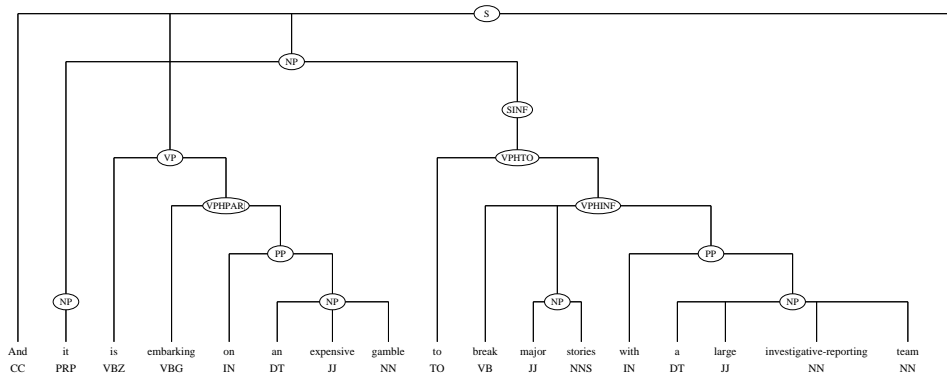 S
NP
SINF
VP VPHTO
VPHPAR VPHINF
PP PP
NP NP NP NP
And it is embarking on an expensive gamble to break major stories with a large investigative-reporting team
CC PRP VBZ VBG IN DT JJ NN TO VB JJ NNS IN DT JJ NN NN